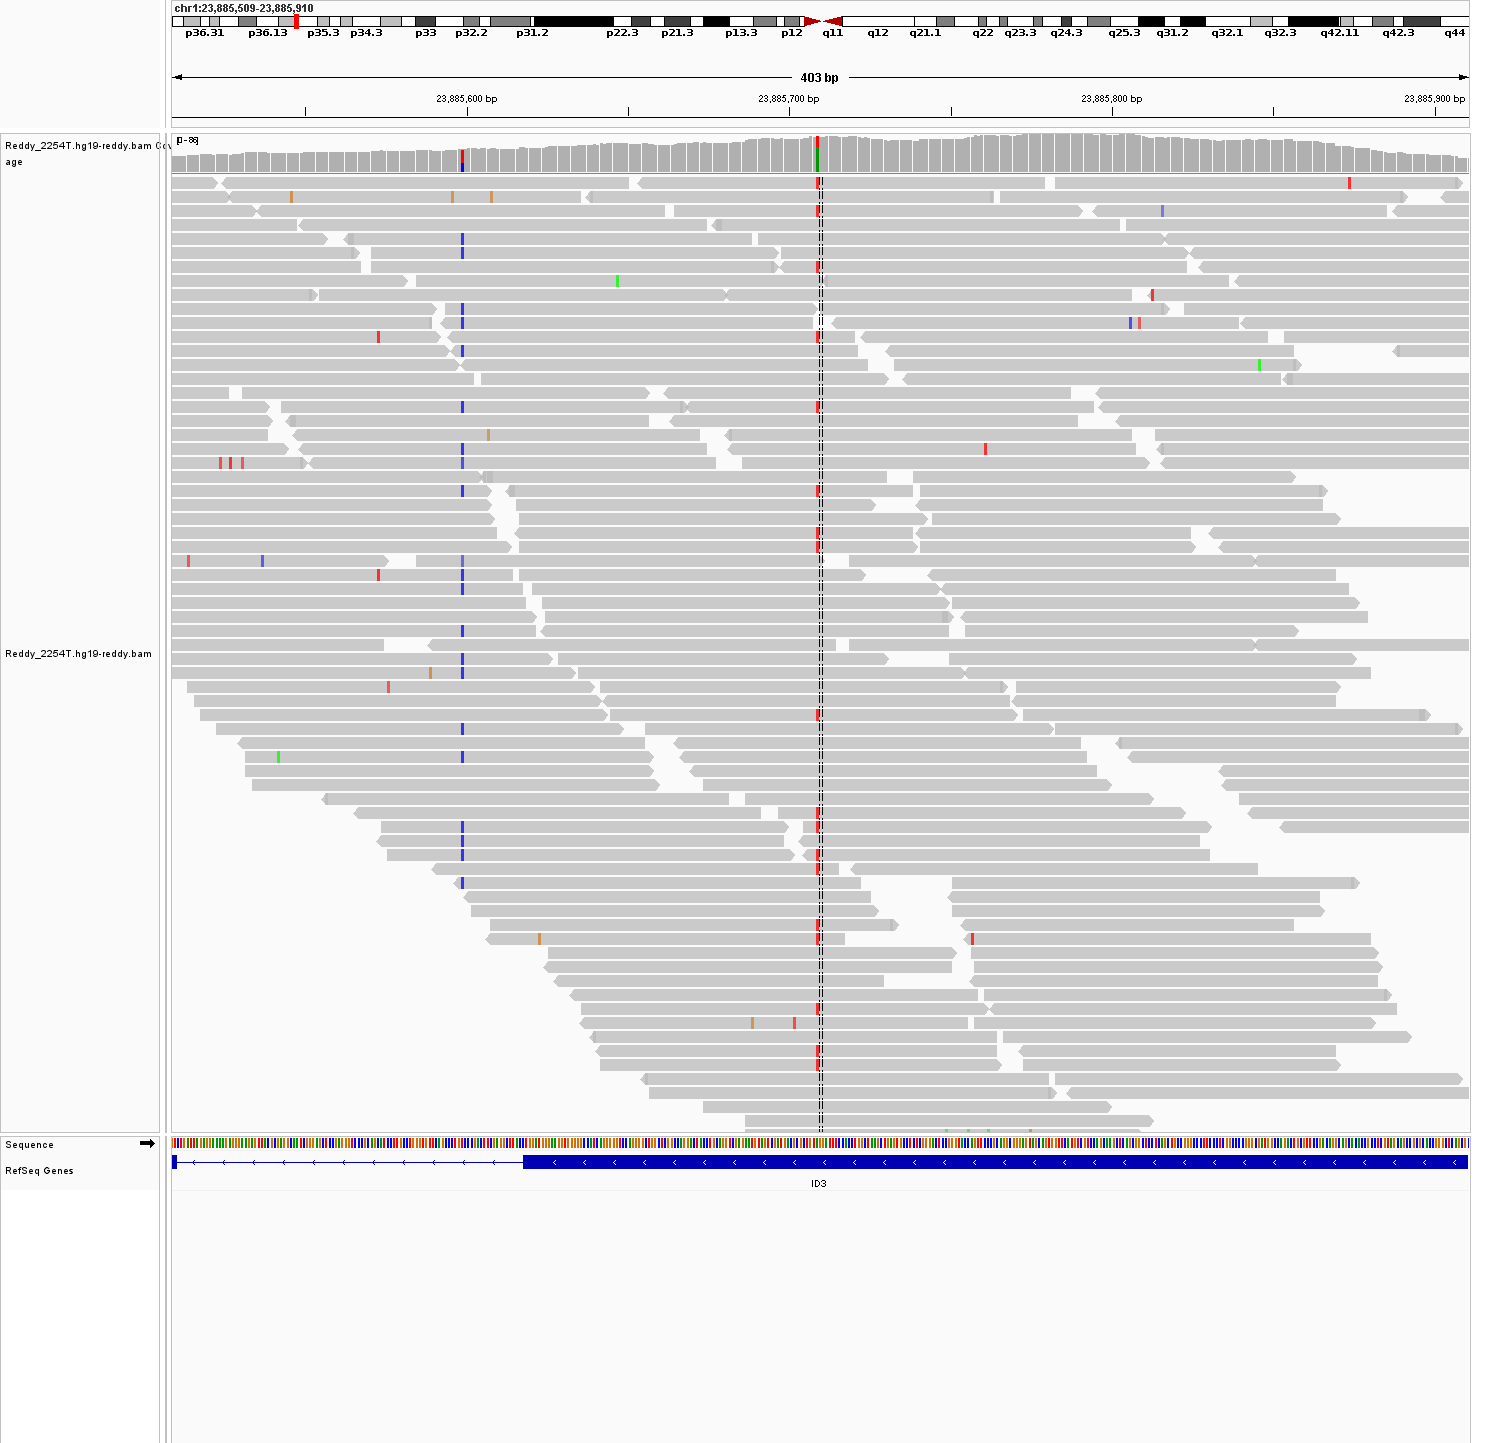 chr1:23,885,509-23,885,910
p36.31 p36.13 p35.3 p34.3 p33 p32.2 p31.2 p22.3 p21.3 p13.3 p12 q11 q12 q21.1 q22 q23.3 q24.3 q25.3 q31.2 q32.1 q32.3 q42.11 q42.3 q44
403 bp
23,885,600 bp 23,885,700 bp 23,885,800 bp 23,885,900 bp
Reddy_2254T.hg19-reddy.bam Cov
age
[0-86]
Reddy_2254T.hg19-reddy.bam
Sequence
RefSeq Genes
ID3